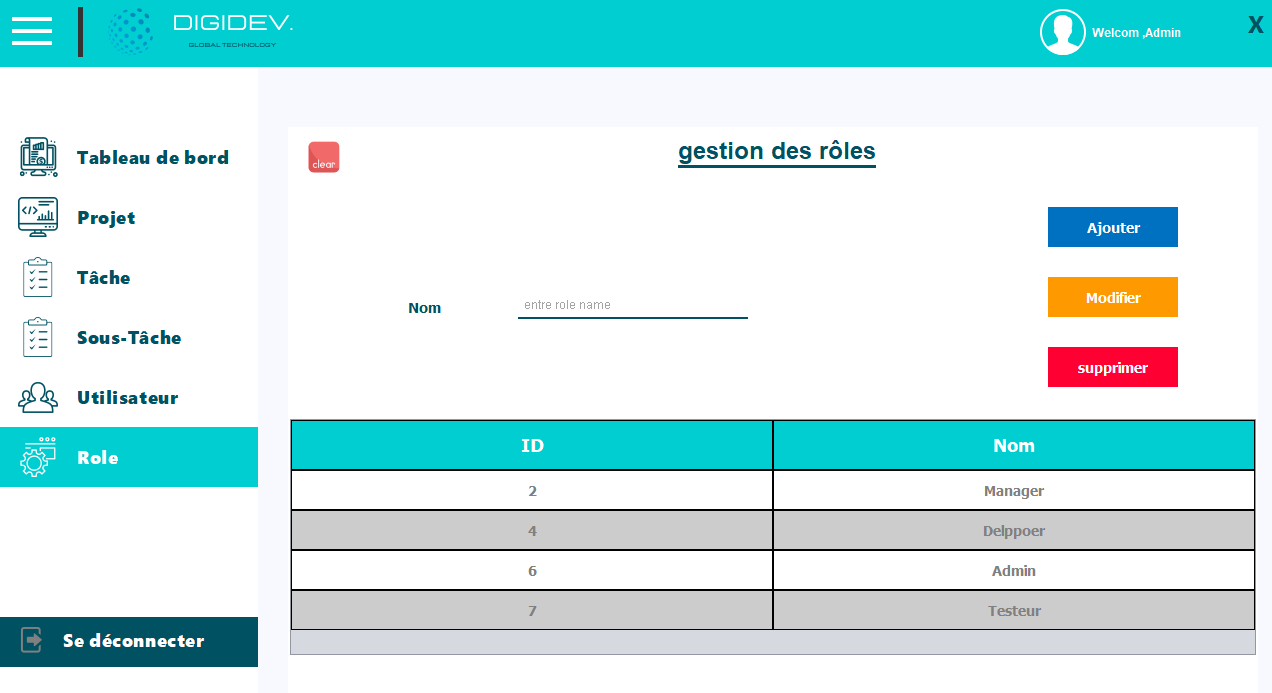 DIGIDEV.
GLOBAL TECHNOLOGY
Welcom ,Admin
X
Tableau de bord
Projet
Tâche
Sous-Tâche
Utilisateur
Role
Se déconnecter
clear
gestion des rôles
Nom
entre role name
Ajouter
Modifier
supprimer
ID Nom
2 Manager
4 Delppoer
6 Admin
7 Testeur